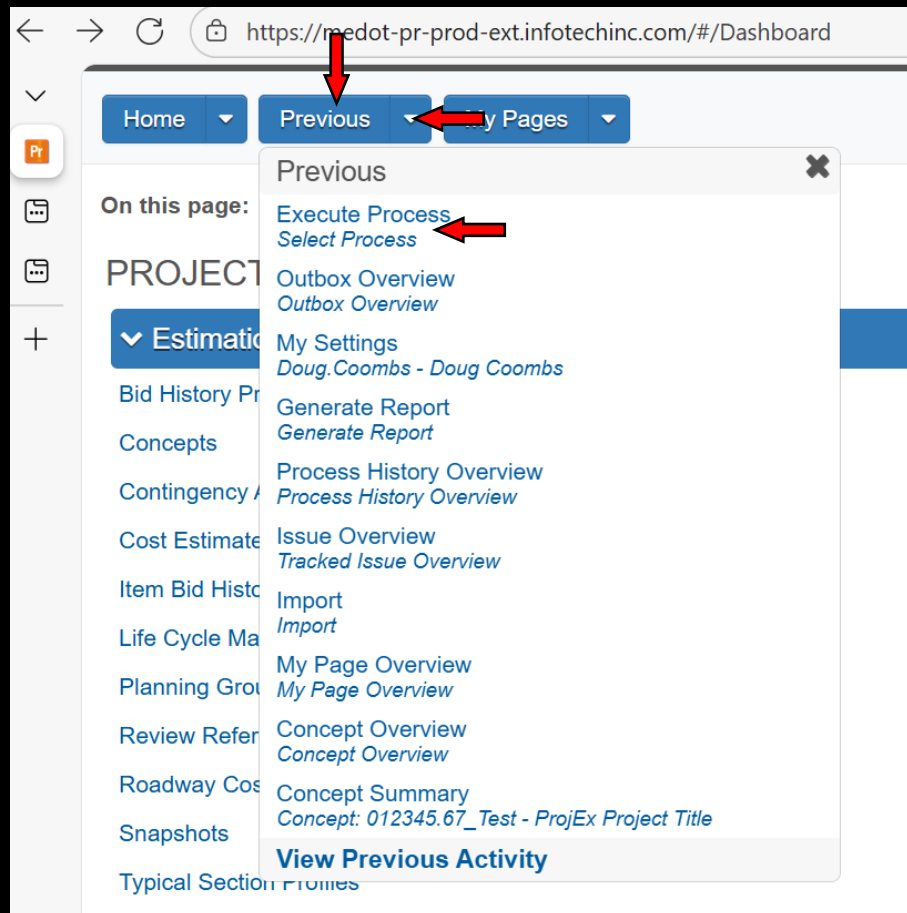 https://medot-pr-prod-ext.infotechinc.com/#/Dashboard
Home Previous My Pages
Pr
Previous
On this page:
Execute Process
Select Process
PROJECT
Outbox Overview
Outbox Overview
Estimatio
My Settings
Doug.Coombs - Doug Coombs
Bid History Pr
Generate Report
Generate Report
Concepts
Process History Overview
Contingency A
Process History Overview
Cost Estimate
Issue Overview
Tracked Issue Overview
Item Bid Histo
Import
Import
Life Cycle Ma
My Page Overview
Planning Grou
My Page Overview
Review Refer
Concept Overview
Concept Overview
Roadway Cos
Concept Summary
Concept: 012345.67_Test - ProjEx Project Title
Snapshots
View Previous Activity
Typical Section Profiles